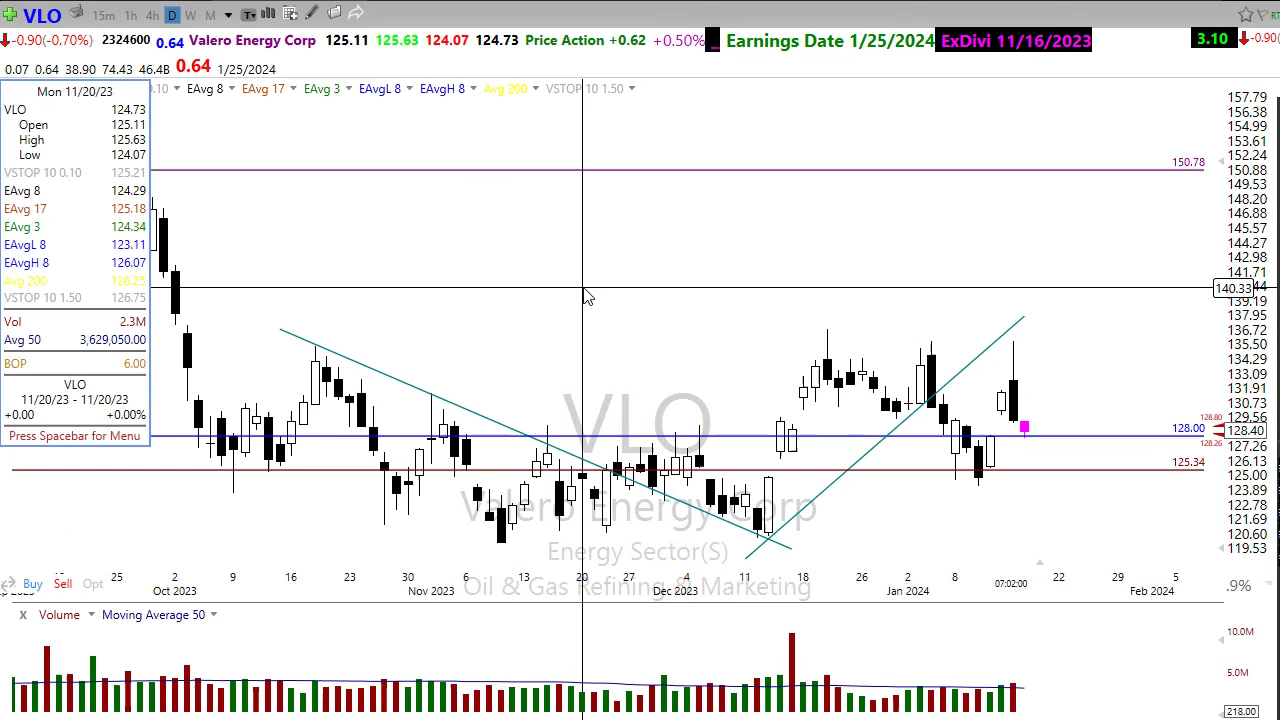 VLO 15m 1h 4h D W M T
-0.90(-0.70%) 2324600 0.64 Valero Energy Corp 125.11 125.63 124.07 124.73 Price Action +0.62 +0.50% ... Earnings Date 1/25/2024 ExDivi 11/16/2023 3.10 -0.90(
0.07 0.64 38.90 74.43 46.4B 0.64 1/25/2024
.10 EAvg 8 EAvg 17 EAvg 3 EAvgL 8 EAvgH 8 Avg 200 VSTOP 10 1.50
Mon 11/20/23
VLO 124.73
Open 125.11
High 125.63
Low 124.07
VSTOP 10 0.10 125.21
EAvg 8 124.29
EAvg 17 125.18
EAvg 3 124.34
EAvgL 8 123.11
EAvgH 8 126.07
Avg 200 126.25
VSTOP 10 1.50 126.75
Vol 2.3M
Avg 50 3,629,050.00
BOP 6.00
VLO
11/20/23 - 11/20/23
+0.00 +0.00%
Press Spacebar for Menu
157.79
156.38
154.99
153.61
152.24
150.78
150.88
149.53
148.20
146.88
145.57
144.27
142.98
141.71
140.33
44
139.19
137.95
136.72
135.50
134.29
133.09
131.91
130.73
129.56
128.80
128.00
128.40
128.26
127.26
126.13
125.34
125.00
123.89
122.78
121.69
120.60
119.53
VLO
Valero Energy Corp
Energy Sector(S)
Oil & Gas Refining & Marketing
Buy Sell Opt
25 2 9 16 23 30 6 13 20 27 4 11 18 26 2 8 07:02:00 22 29 5
Oct 2023 Nov 2023 Dec 2023 Jan 2024 Feb 2024
.9%
X Volume Moving Average 50
10.0M
5.0M
218.00